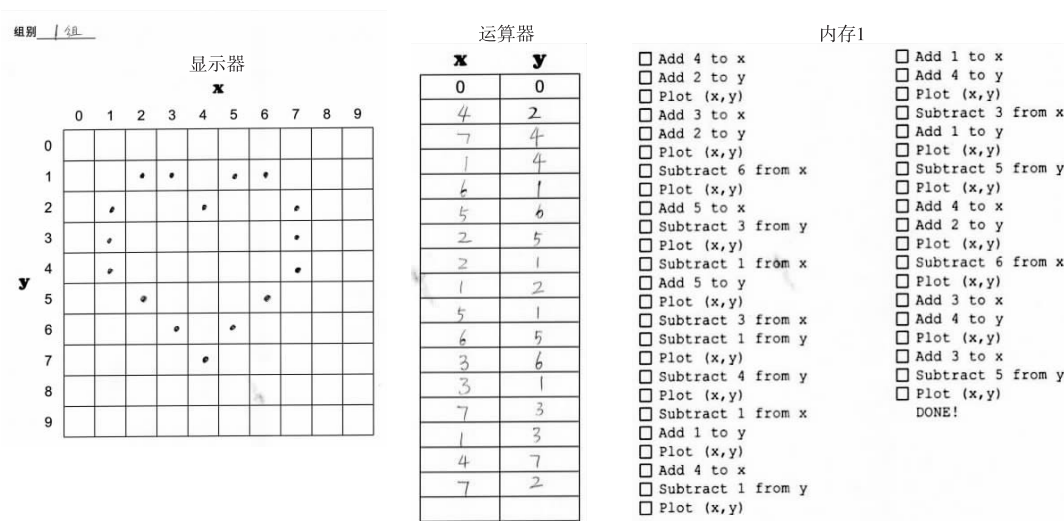 组别 1组
显示器
x
0 1 2 3 4 5 6 7 8 9
0
1
2
3
4
y
5
6
7
8
9
运算器
x y
0 0
4 2
7 4
1 4
6 1
5 6
2 5
2 1
1 2
5 1
6 5
3 6
3 1
7 3
1 3
4 7
7 2
内存1
Add 4 to x
Add 2 to y
Plot (x,y)
Add 3 to x
Add 2 to y
Plot (x,y)
Subtract 6 from x
Plot (x,y)
Add 5 to x
Subtract 3 from y
Plot (x,y)
Subtract 1 from x
Add 5 to y
Plot (x,y)
Subtract 3 from x
Subtract 1 from y
Plot (x,y)
Subtract 4 from y
Plot (x,y)
Subtract 1 from x
Add 1 to y
Plot (x,y)
Add 4 to x
Subtract 1 from y
Plot (x,y)
Add 1 to x
Add 4 to y
Plot (x,y)
Subtract 3 from x
Add 1 to y
Plot (x,y)
Subtract 5 from y
Plot (x,y)
Add 4 to x
Add 2 to y
Plot (x,y)
Subtract 6 from x
Plot (x,y)
Add 3 to x
Add 4 to y
Plot (x,y)
Add 3 to x
Subtract 5 from y
Plot (x,y)
DONE!